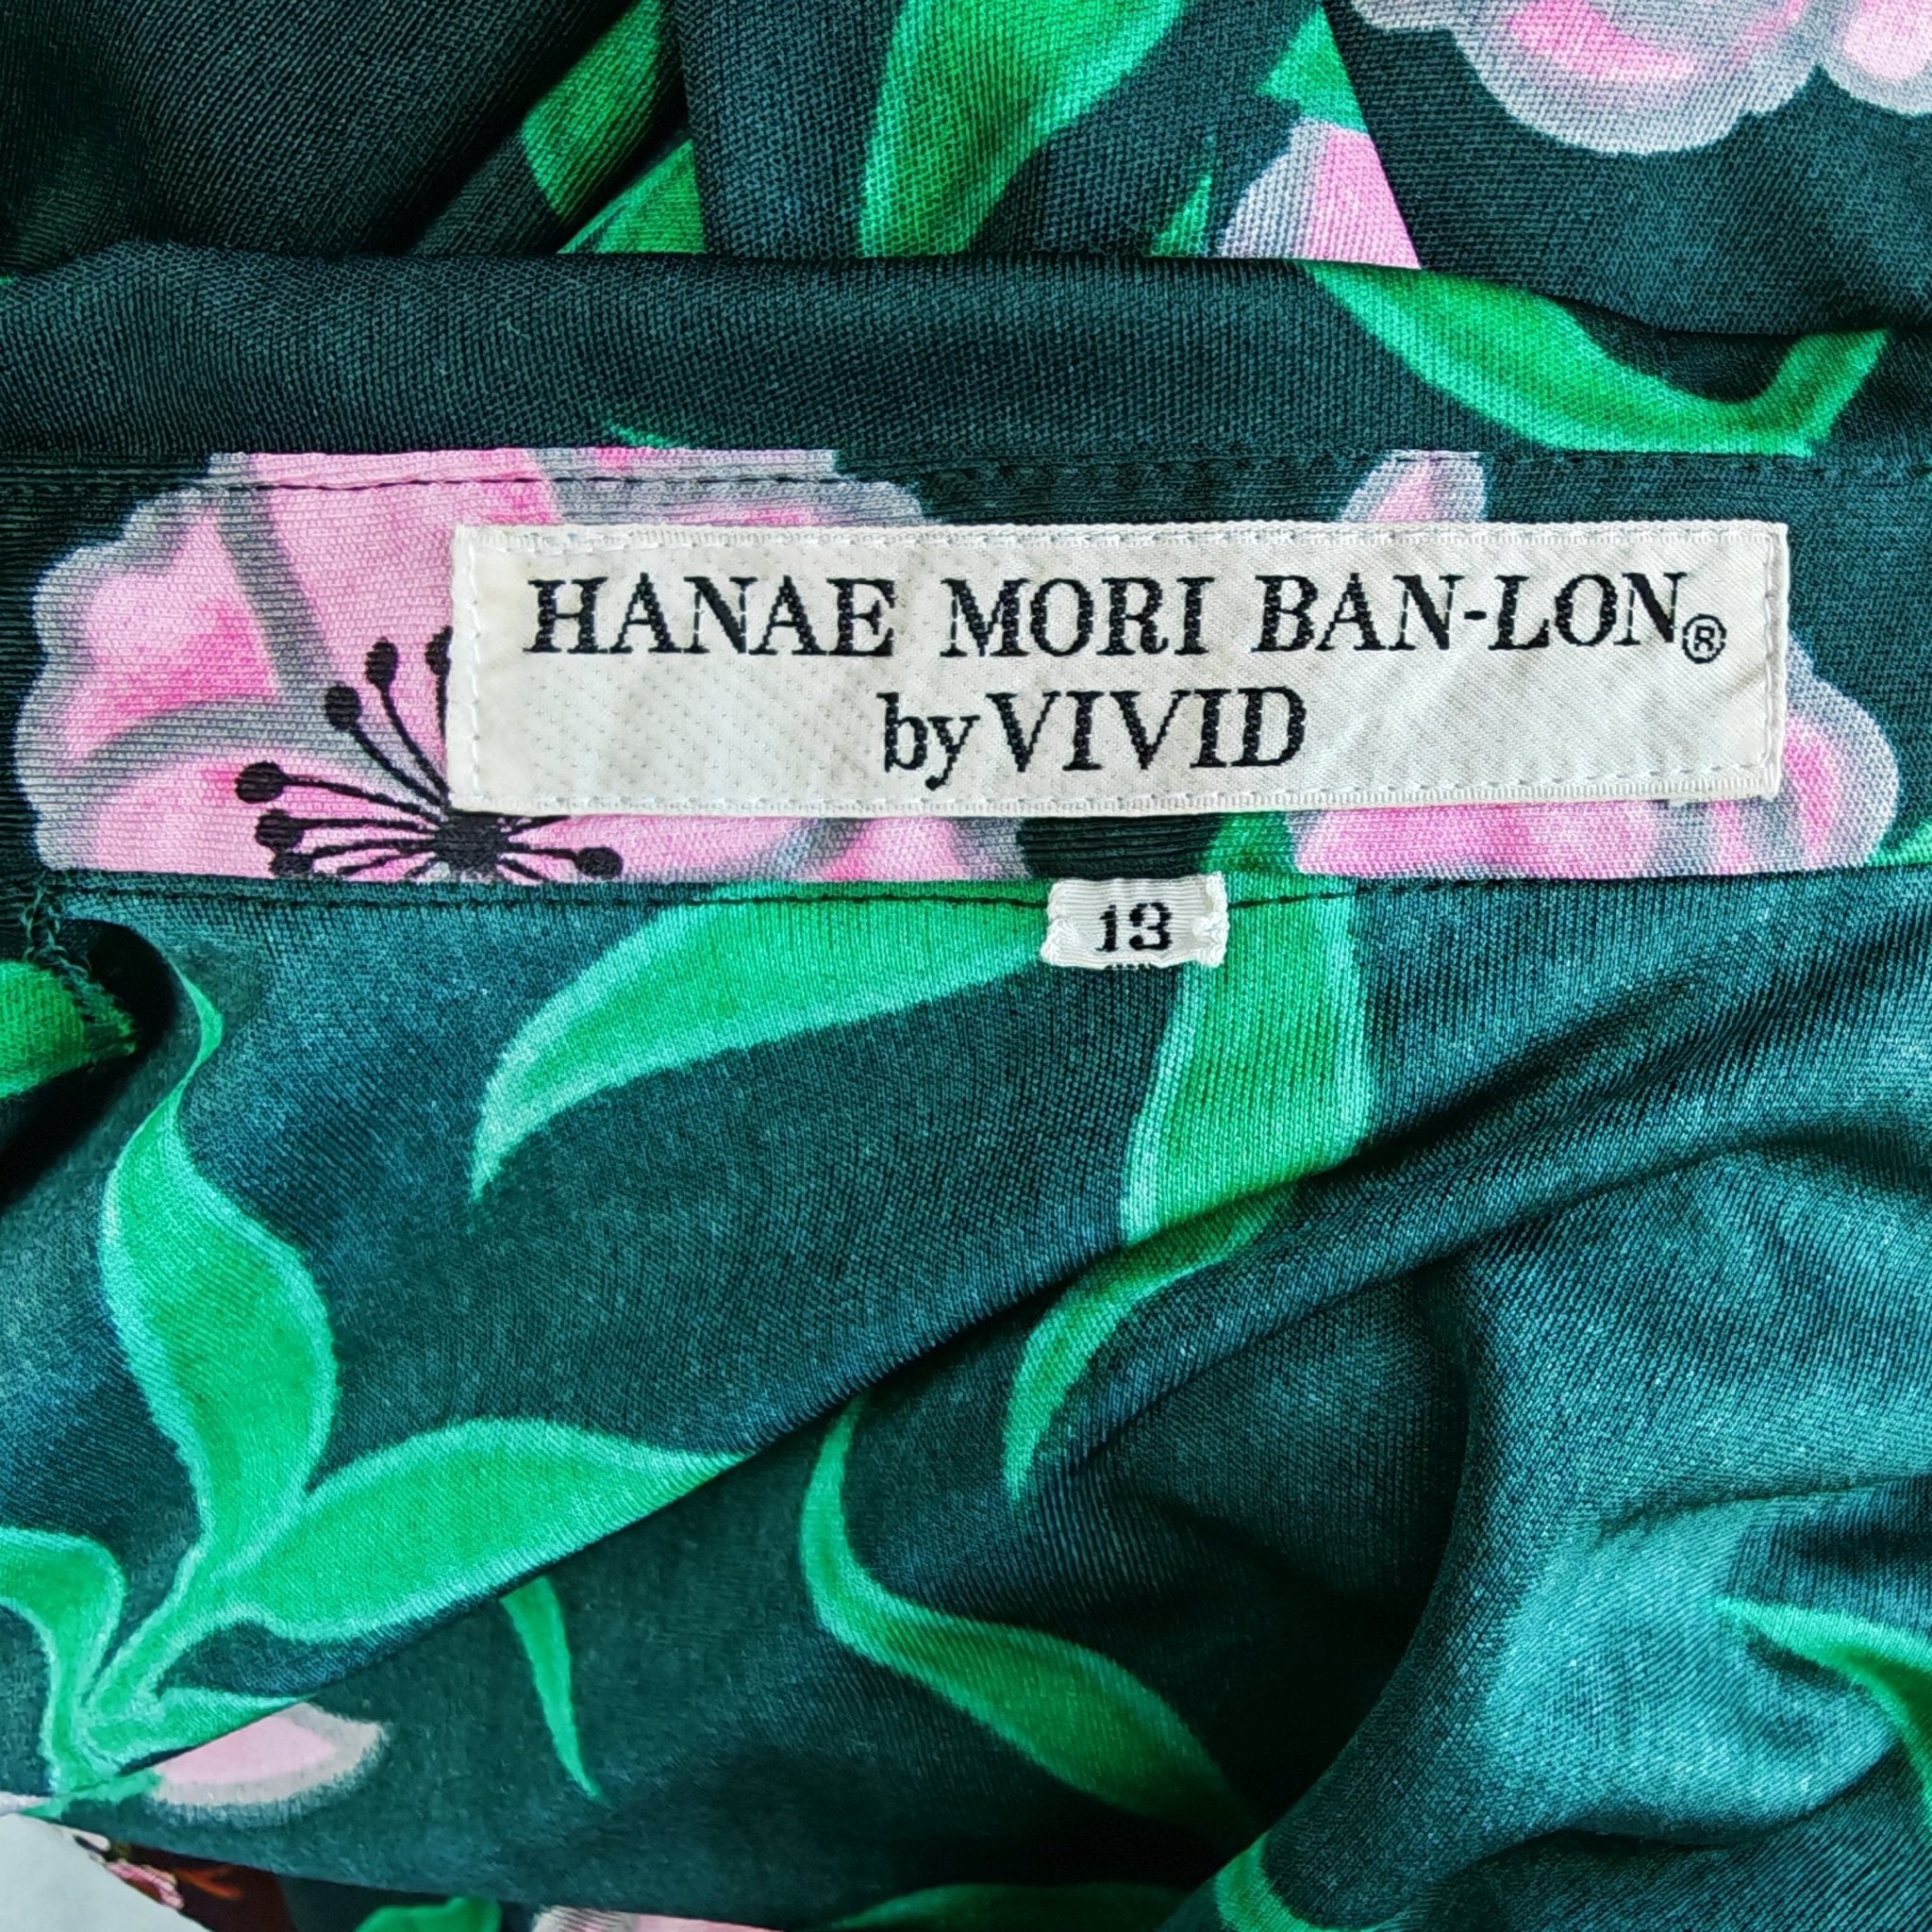 HANAE MORI BAN-LON®
by VIVID
13